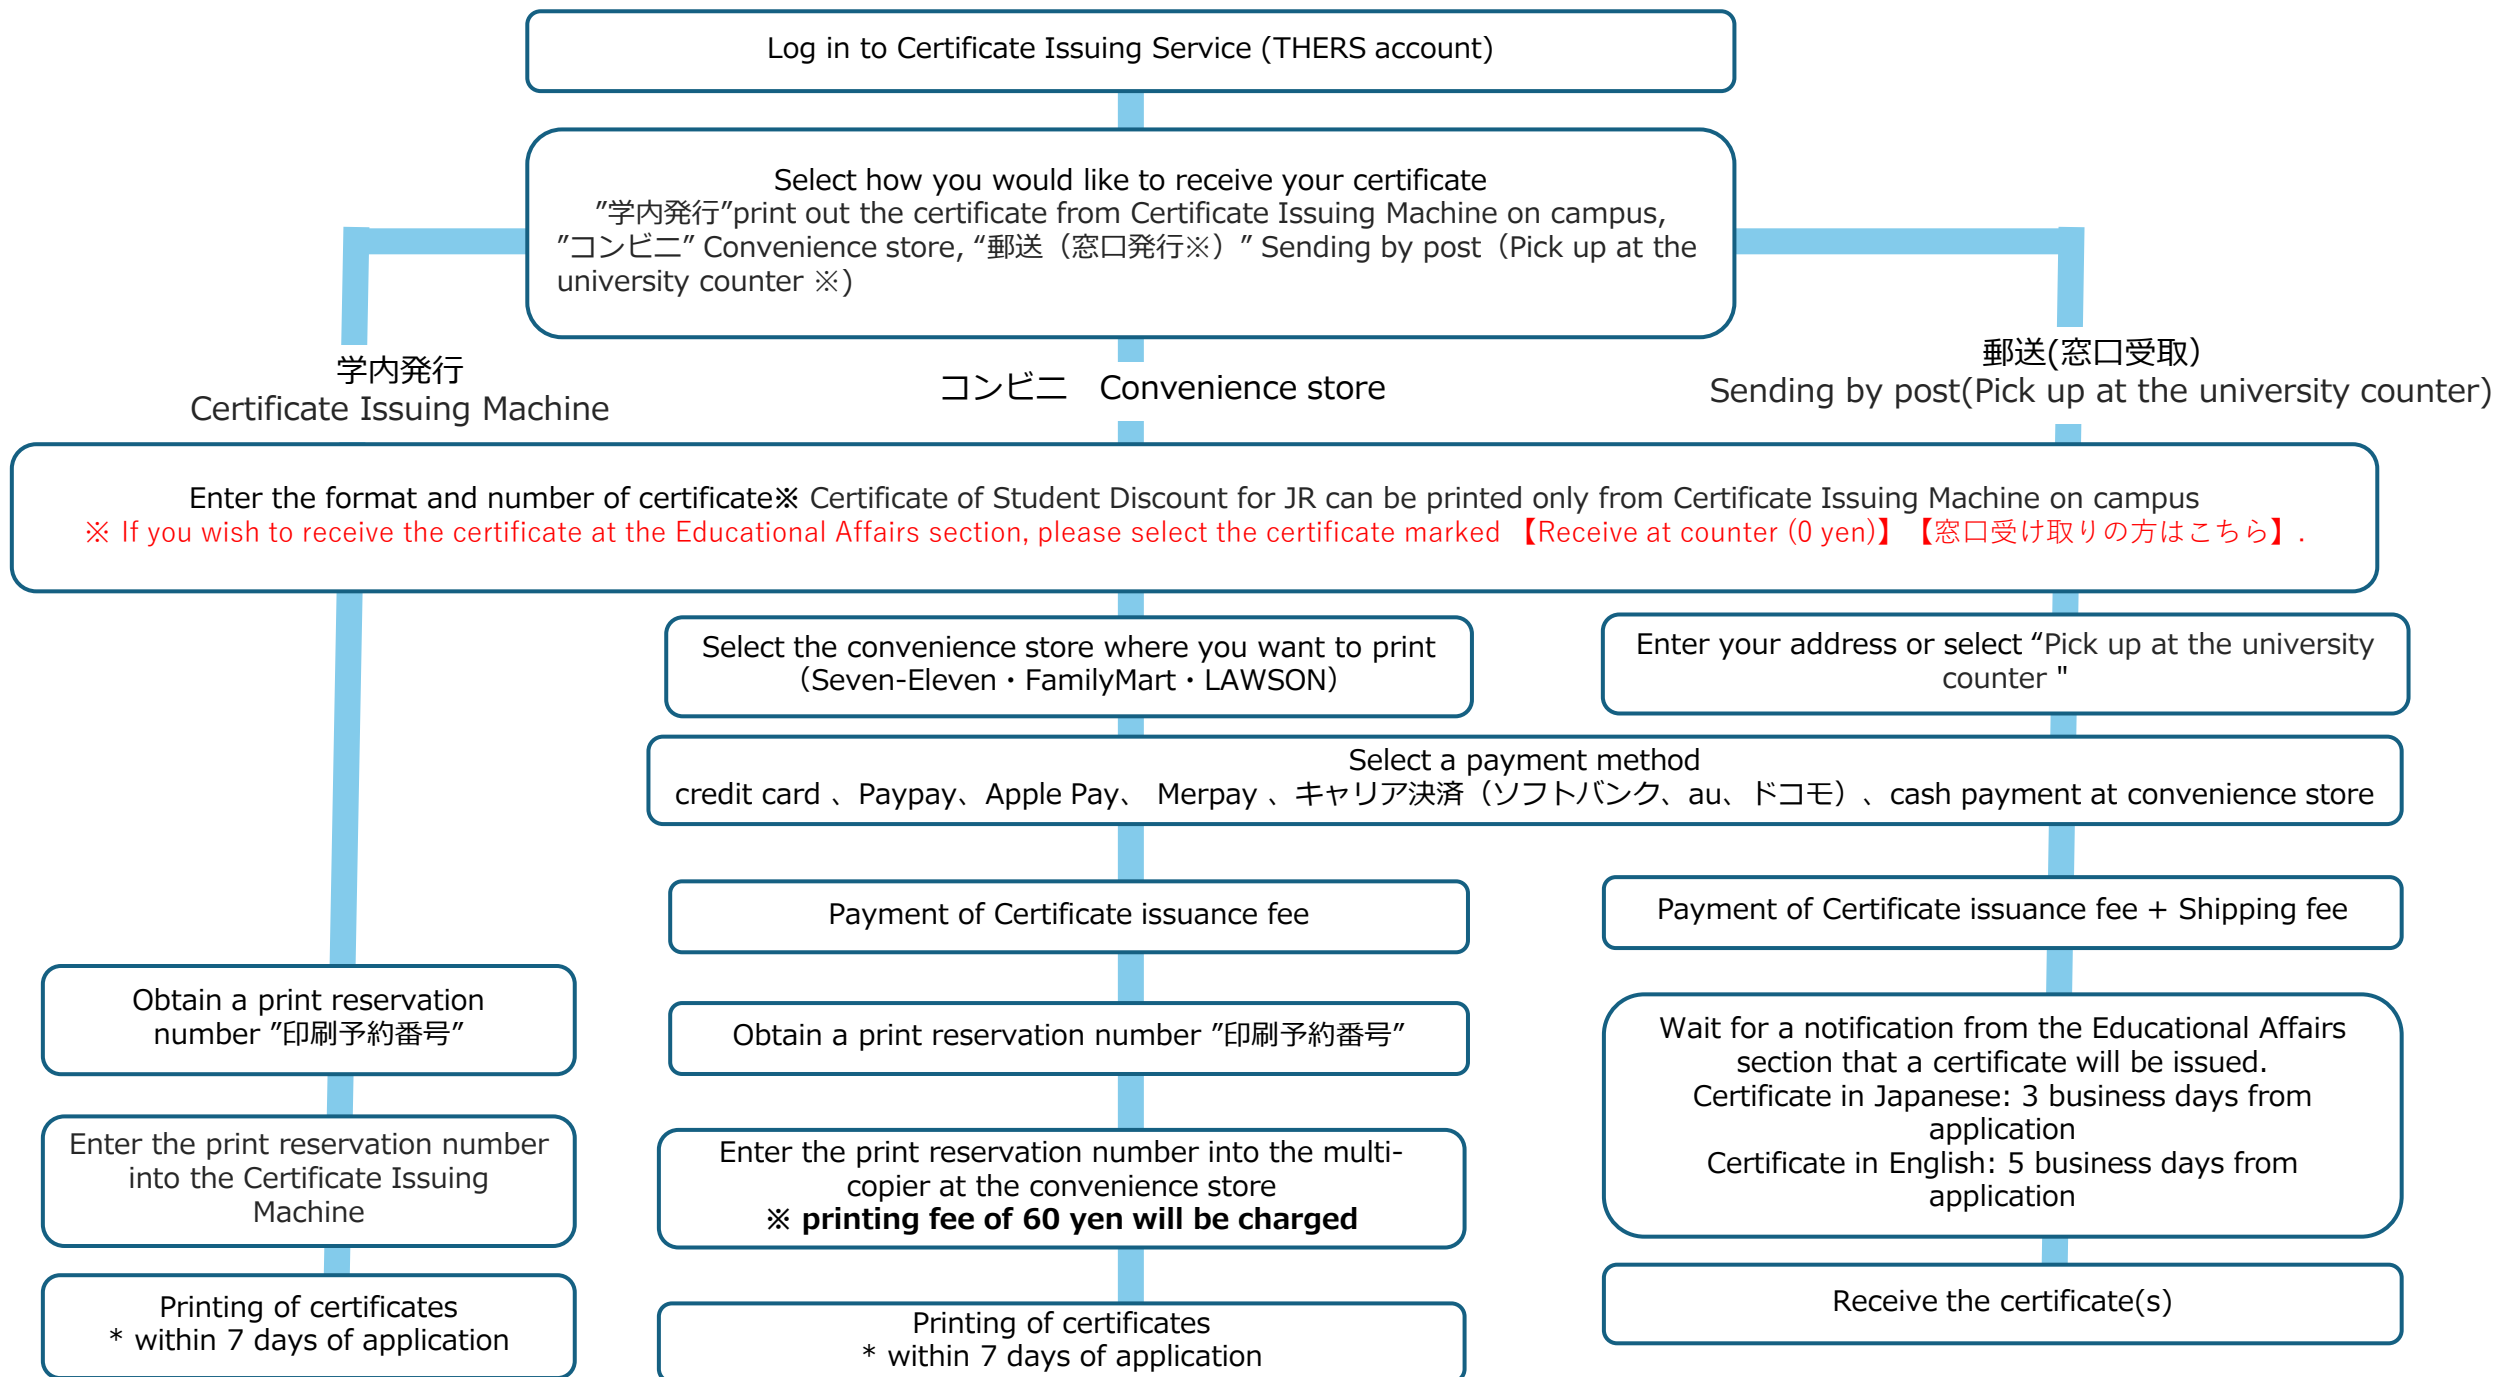 Log in to Certificate Issuing Service (THERS account)
Select how you would like to receive your certificate
”学内発行”print out the certificate from Certificate Issuing Machine on campus,
”コンビニ” Convenience store, “郵送（窓口発行※）” Sending by post（Pick up at the
university counter ※)
学内発行
Certificate Issuing Machine
コンビニ　Convenience store
郵送(窓口受取）
Sending by post(Pick up at the university counter)
Enter the format and number of certificate※ Certificate of Student Discount for JR can be printed only from Certificate Issuing Machine on campus
※ If you wish to receive the certificate at the Educational Affairs section, please select the certificate marked 【Receive at counter (0 yen)】【窓口受け取りの方はこちら】.
Select the convenience store where you want to print
（Seven-Eleven・FamilyMart・LAWSON）
Enter your address or select “Pick up at the university
counter "
Select a payment method
credit card 、Paypay、Apple Pay、 Merpay 、キャリア決済（ソフトバンク、au、ドコモ）、cash payment at convenience store
Payment of Certificate issuance fee
Payment of Certificate issuance fee + Shipping fee
Obtain a print reservation
number ”印刷予約番号”
Obtain a print reservation number ”印刷予約番号”
Wait for a notification from the Educational Affairs
section that a certificate will be issued.
Certificate in Japanese: 3 business days from
application
Certificate in English: 5 business days from
application
Enter the print reservation number
into the Certificate Issuing
Machine
Enter the print reservation number into the multi-
copier at the convenience store
※ printing fee of 60 yen will be charged
Printing of certificates
* within 7 days of application
Printing of certificates
* within 7 days of application
Receive the certificate(s)